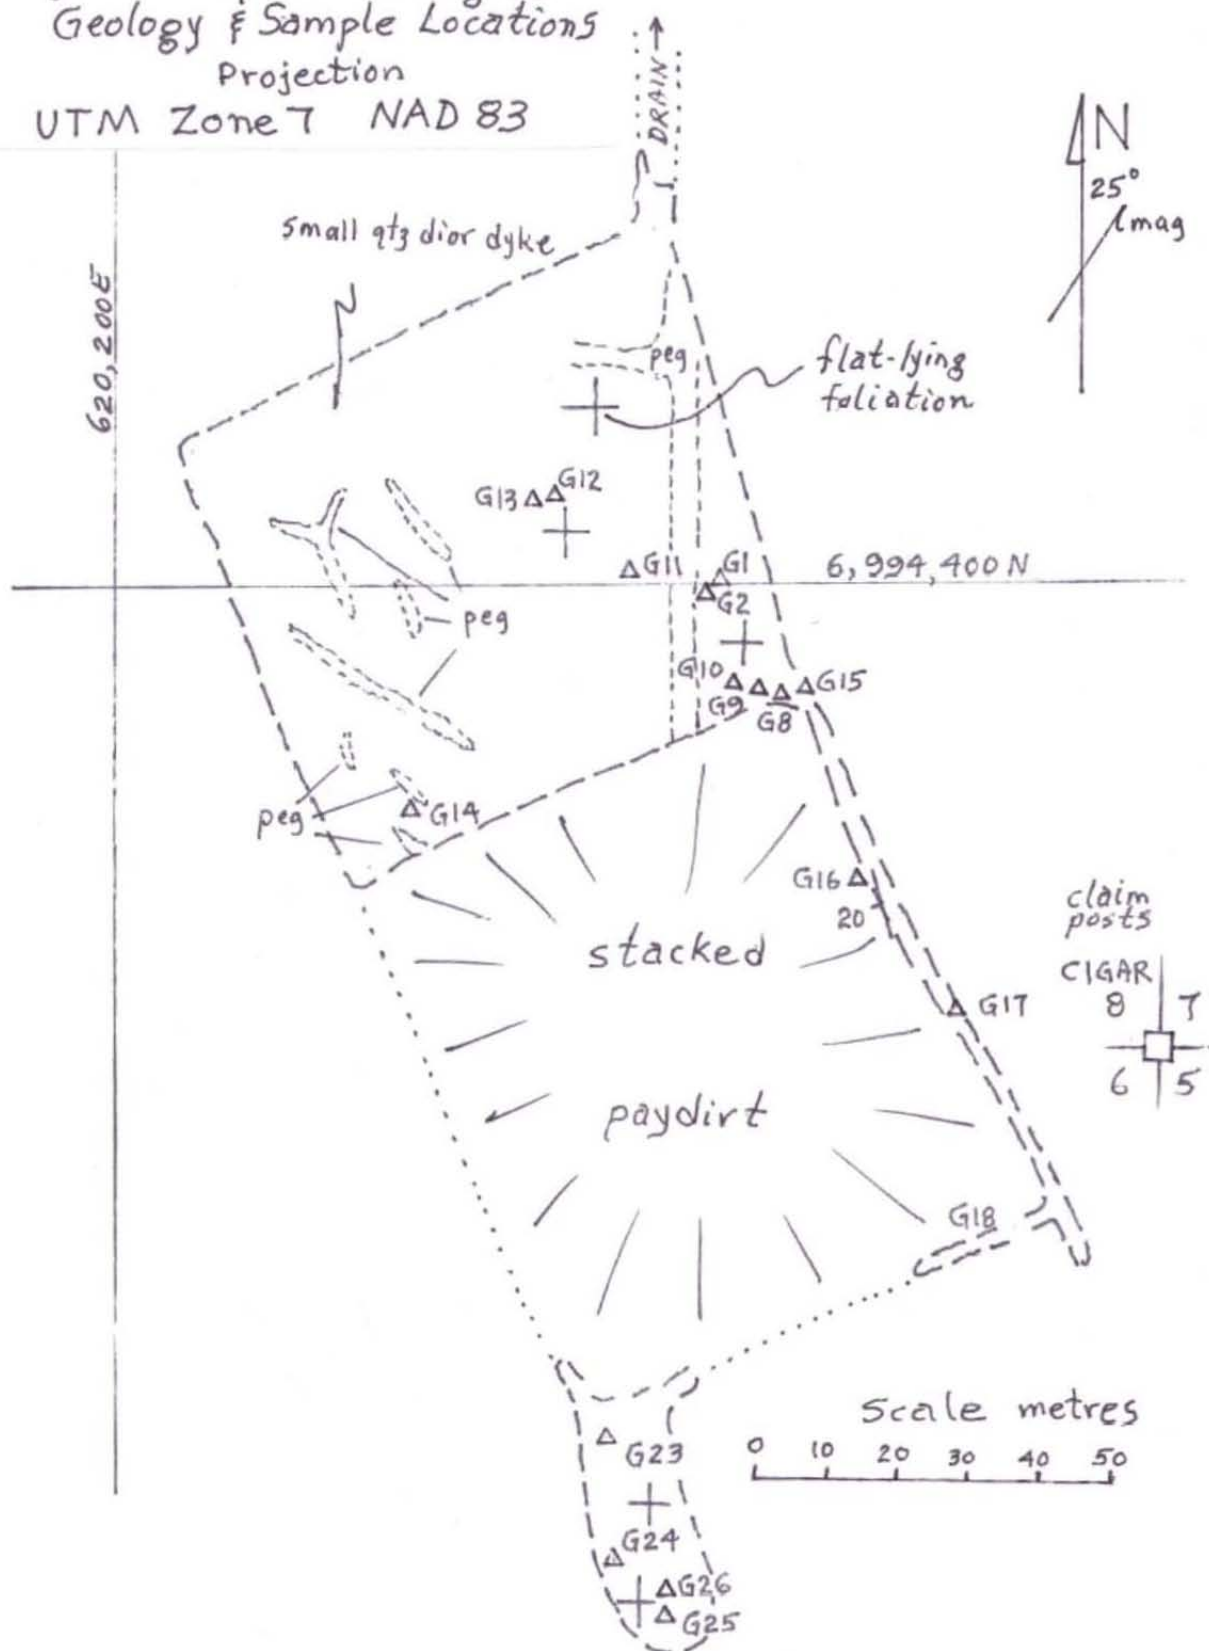 Geology & Sample Locations
Projection
UTM Zone 7 NAD 83
DRAIN
N
25°
mag
small qtz dior dyke
620,200E
peg
flat-lying
foliation
G13
G12
G11
G1
6,994,400 N
G2
peg
G10
G15
G9
G8
peg
G14
G16
20
claim
posts
CIGAR
8
7
6
5
stacked
G17
paydirt
G18
Scale metres
0 10 20 30 40 50
G23
G24
G26
G25